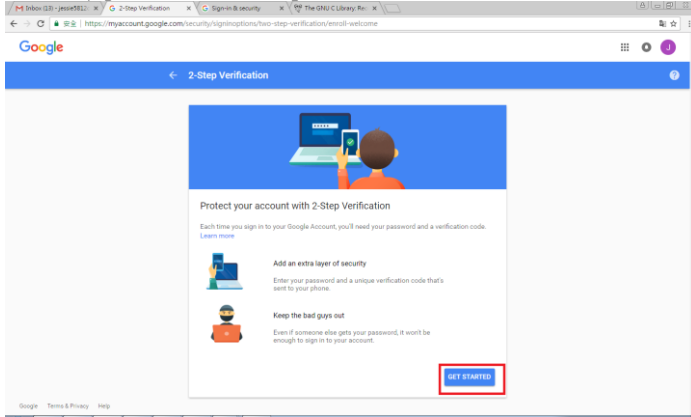 Inbox (13) - jessie5812
2-Step Verification
Sign-in & security
The GNU C Library: Re
安全 | https://myaccount.google.com/security/signinoptions/two-step-verification/enroll-welcome
Google
J
2-Step Verification
Protect your account with 2-Step Verification
Each time you sign in to your Google Account, you'll need your password and a verification code.
Learn more
Add an extra layer of security
Enter your password and a unique verification code that's
sent to your phone.
Keep the bad guys out
Even if someone else gets your password, it won't be
enough to sign in to your account.
GET STARTED
Google Terms & Privacy Help